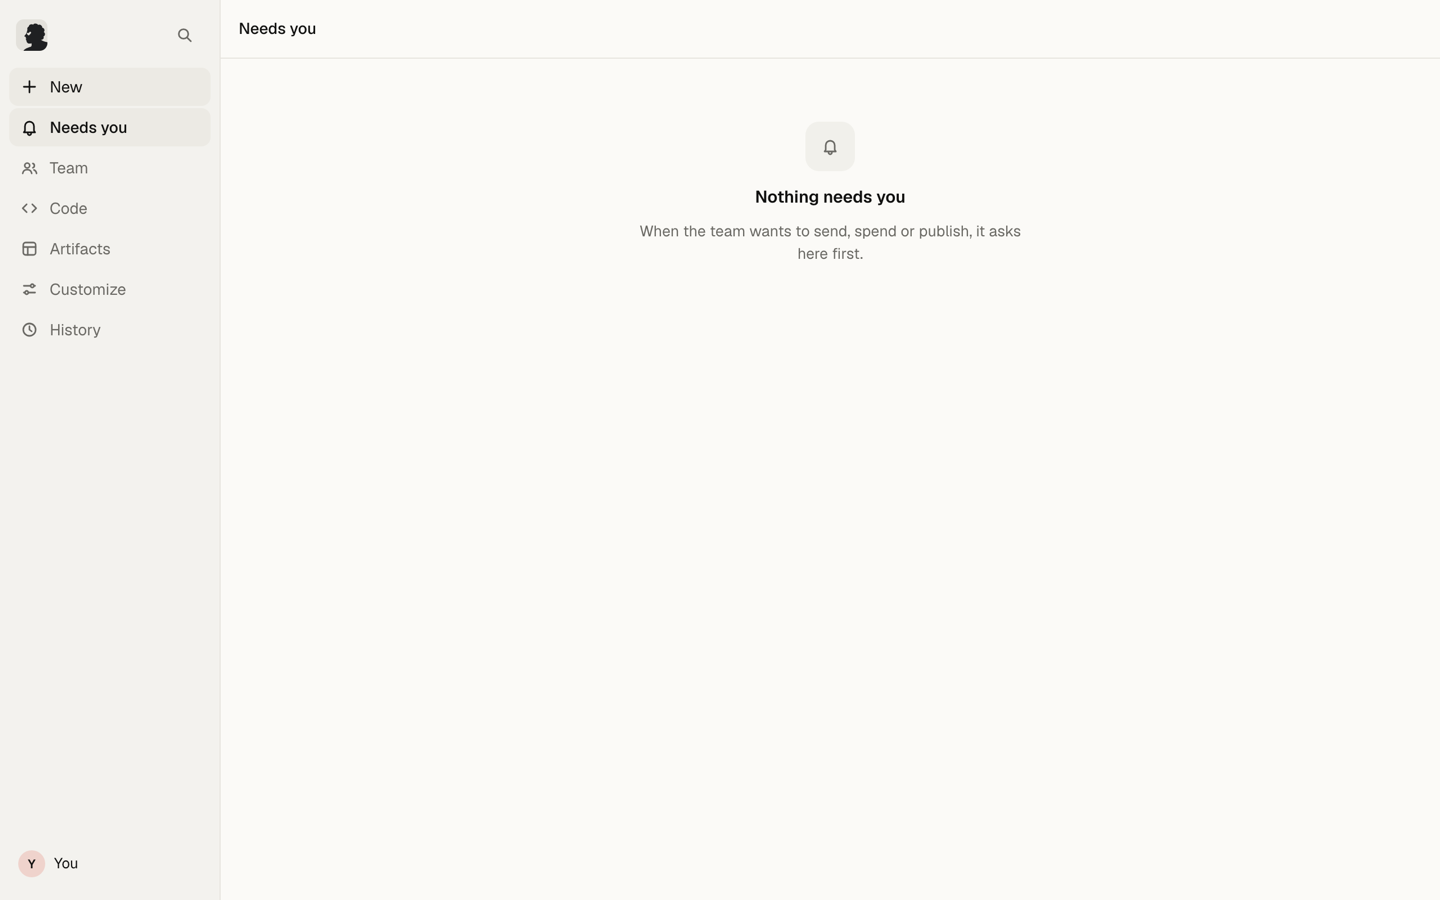 New
Needs you
Team
Code
Artifacts
Customize
History
Y You
Needs you
Nothing needs you
When the team wants to send, spend or publish, it asks
here first.